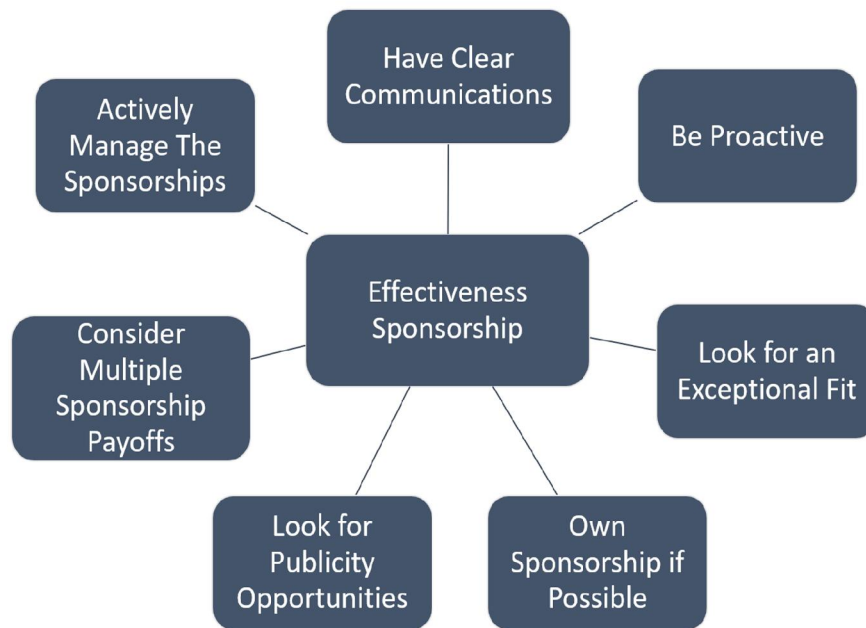 Have Clear
Communications
Be Proactive
Look for an
Exceptional Fit
Own
Sponsorship if
Possible
Look for
Publicity
Opportunities
Consider
Multiple
Sponsorship
Payoffs
Actively
Manage The
Sponsorships
Effectiveness
Sponsorship